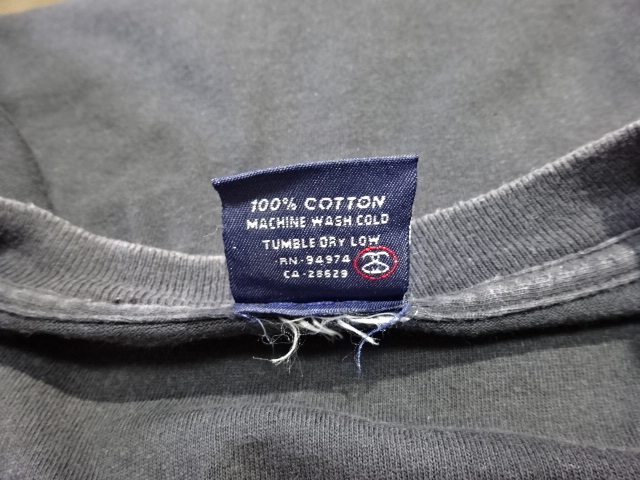 100% COTTON
MACHINE WASH COLD
TUMBLE DRY LOW
RN-94974
CA-28629